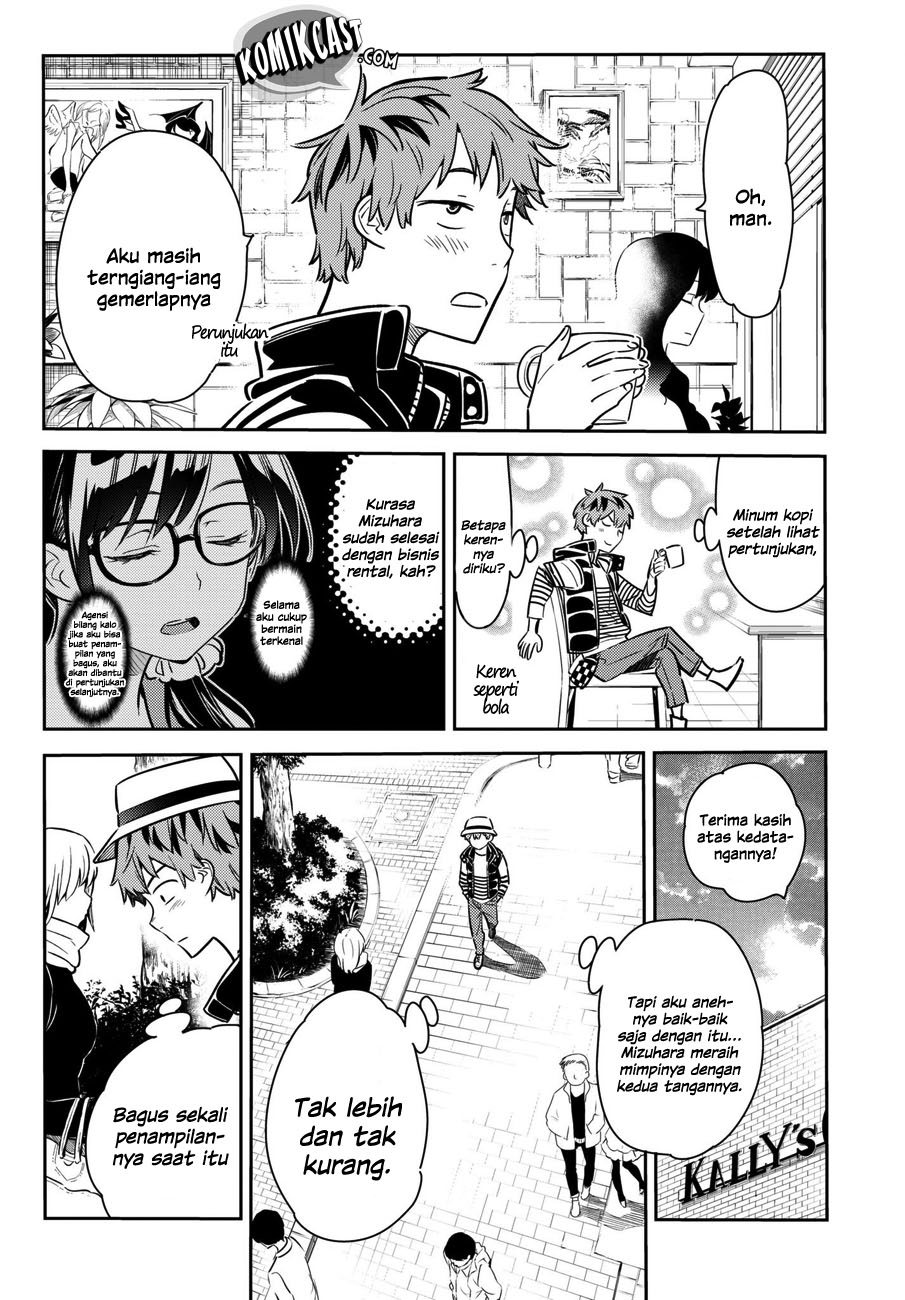 KOMIKCAST
.COM
Oh,
man.
Aku masih
terngiang-iang
gemerlapnya
Perunjukan
itu
Minum kopi
setelah lihat
pertunjukan,
Betapa
keren-
nya
diriku?
Keren
seperti
bola
Kurasa
Mizuhara
sudah selesai
dengan bisnis
rental, kah?
Selama
aku cukup
bermain
terkenal
Agensi
bilang kalo
jika aku bisa
buat penam-
pilan yang
bagus, aku
akan dibantu
di pertunjukan
selanjutnya.
Terima kasih
atas kedata-
ngannya!
Tapi aku aneh-
nya baik-baik
saja dengan itu...
Mizuhara meraih
mimpinya dengan
kedua tangannya.
KALLY'S
Tak lebih
dan tak
kurang.
Bagus sekali
penampilan-
nya saat itu